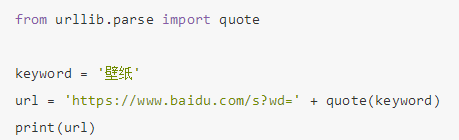 from urllib.parse import quote
keyword = '壁纸'
url = 'https://www.baidu.com/s?wd=' + quote(keyword)
print(url)